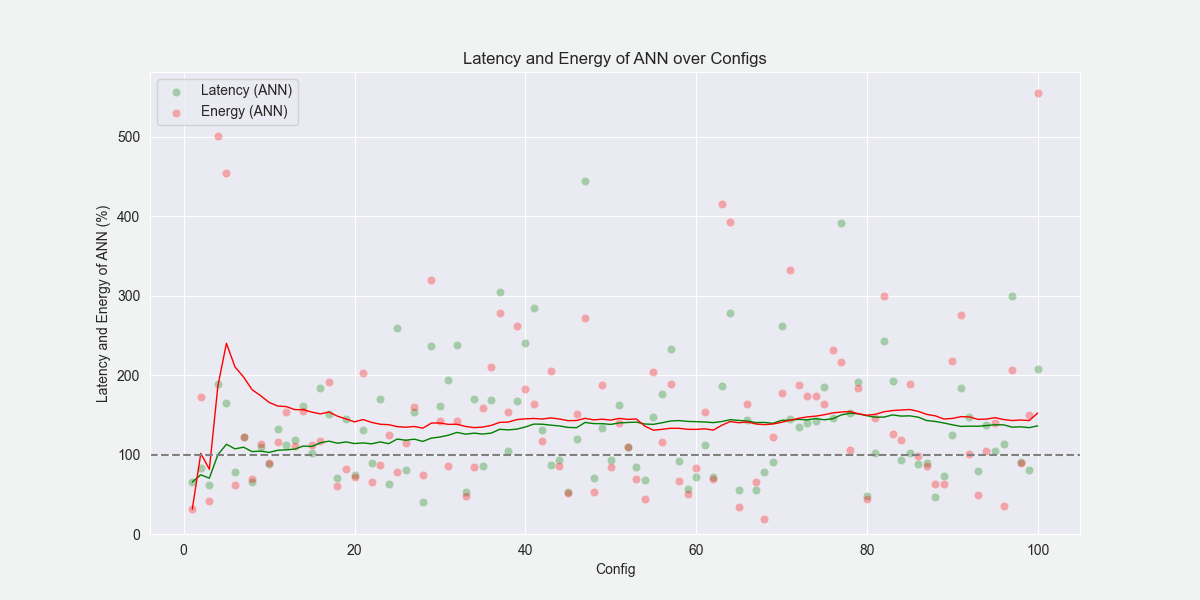 Latency and Energy of ANN over Configs
Latency (ANN)
Energy (ANN)
Latency and Energy of ANN (%)
500
400
300
200
100
0
0 20 40 60 80 100
Config